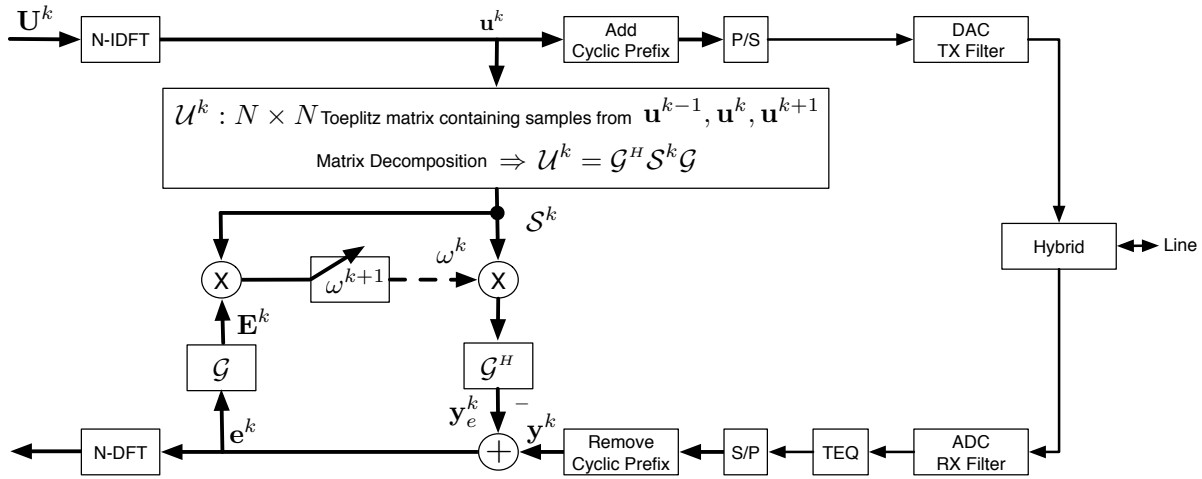 𝐔^k
N-IDFT
𝐮^k
Add
Cyclic Prefix
P/S
DAC
TX Filter
𝒰^k : N × N Toeplitz matrix containing samples from 𝐮^{k−1}, 𝐮^k, 𝐮^{k+1}
Matrix Decomposition ⇒ 𝒰^k = 𝒢^H 𝒮^k 𝒢
𝒮^k
Hybrid
Line
X
ω^{k+1}
ω^k
X
𝐄^k
𝒢
𝒢^H
𝐲_e^k
−
𝐞^k
+
𝐲^k
N-DFT
Remove
Cyclic Prefix
S/P
TEQ
ADC
RX Filter